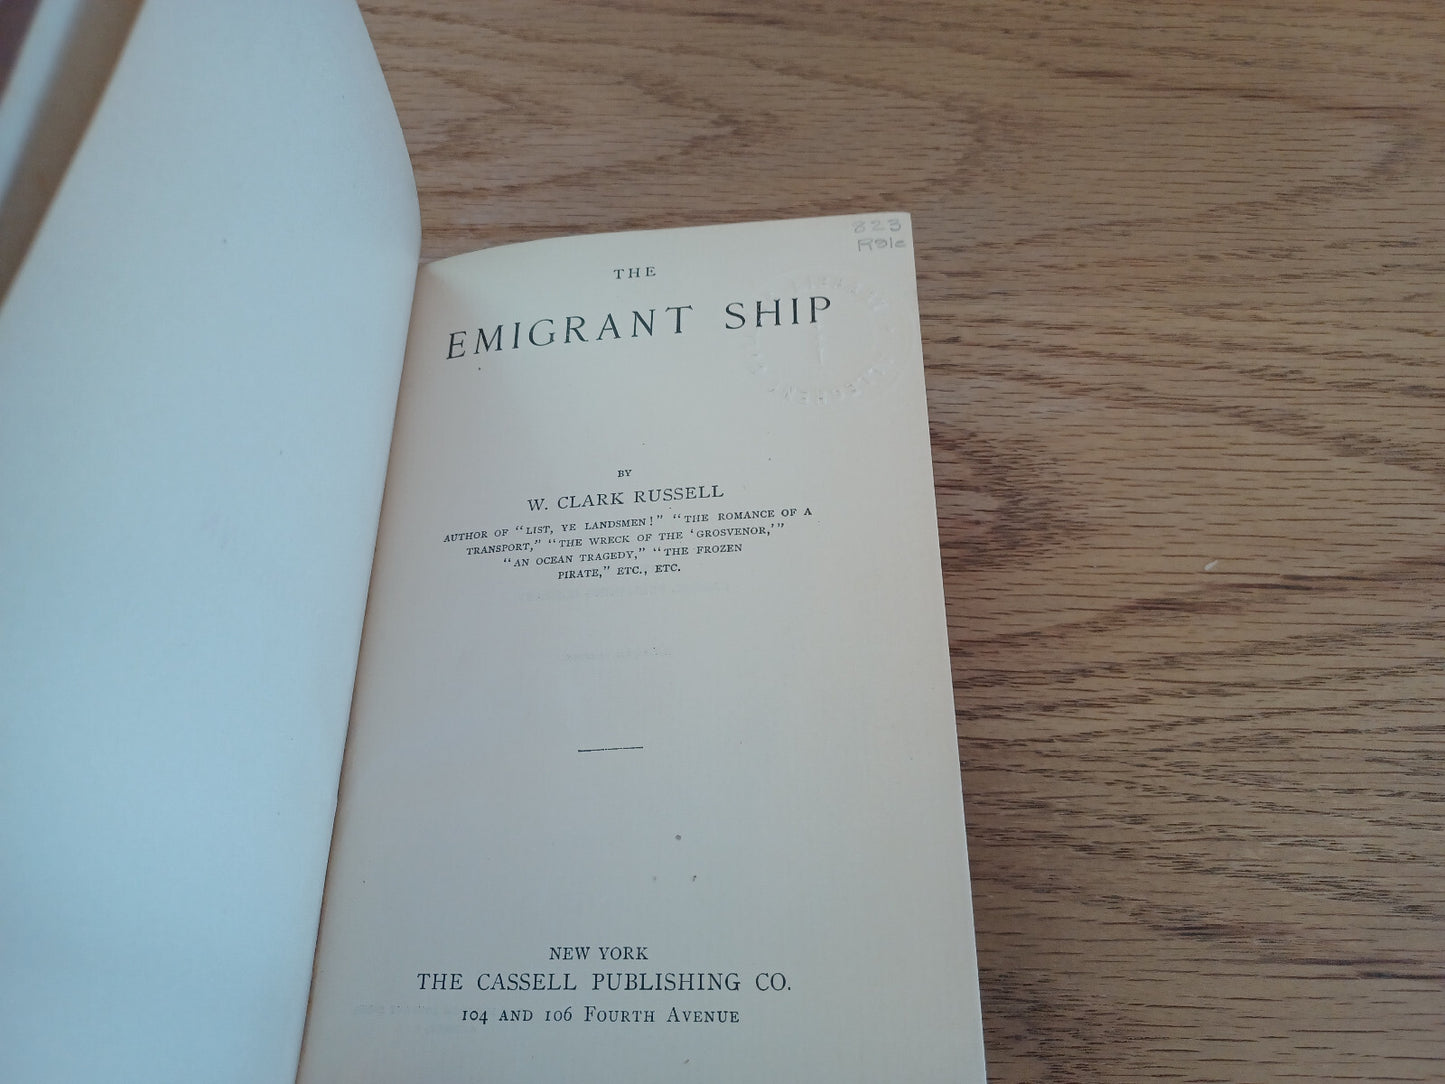 823
R91e
THE
EMIGRANT SHIP
LIBRARY
BY
W. CLARK RUSSELL
AUTHOR OF "LIST, YE LANDSMEN!" "THE ROMANCE OF A
TRANSPORT," "THE WRECK OF THE 'GROSVENOR,'"
"AN OCEAN TRAGEDY," "THE FROZEN
PIRATE," ETC., ETC.
NEW YORK
THE CASSELL PUBLISHING CO.
104 AND 106 FOURTH AVENUE